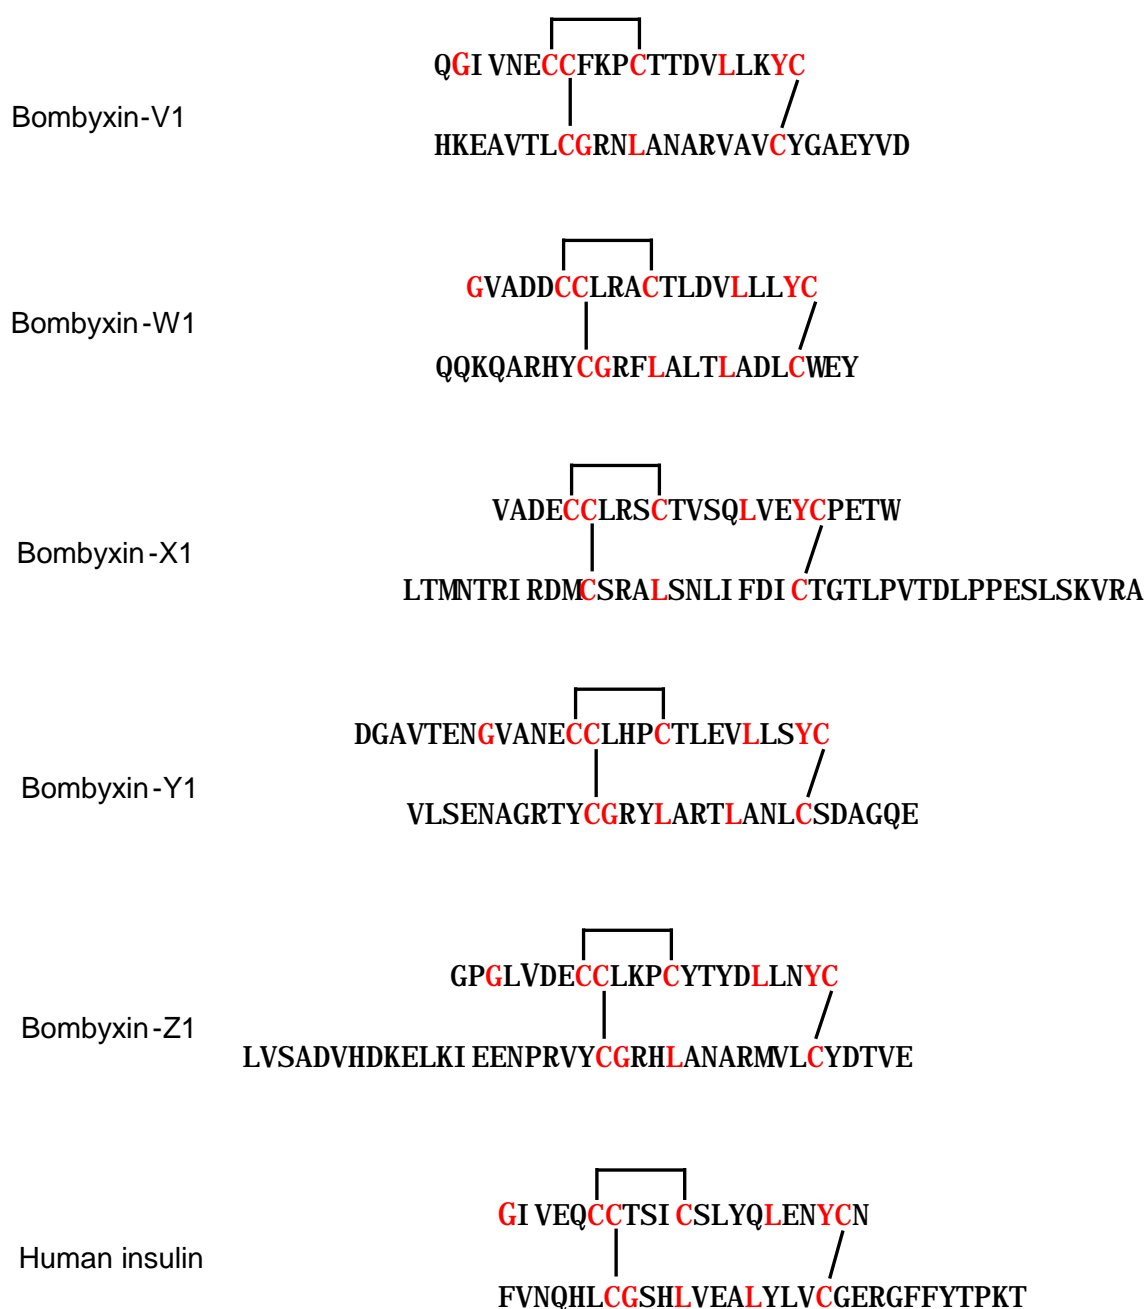 QGIVNECCFKPCTTDVLLKYC
Bombyxin-V1
HKEAVTLCGRNLANARVAVCYGAEYVD
GVADDCCLRACTLDVLLLYC
Bombyxin-W1
QQKQARHYCGRFLALTLADLCWEY
VADECCLRSCTVSQLVEYCPETW
Bombyxin-X1
LTMNTRIRDMCSRALSNLIFDICTGTLPVTDLPPESLSKVRA
DGAVTENGVANECCLHPCTLEVLLSYC
Bombyxin-Y1
VLSENAGRTYCGRYLARTLANLCSDAGQE
GPGLVDECCLKPCYTYDLLNYC
Bombyxin-Z1
LVSADVHDKELKIEENPRVYCGRHLANARMVLCYDTVE
GIVEQCCTSICSLYQLENYCN
Human insulin
FVNQHLCGSHLVEALYLVCGERGFFYTPKT